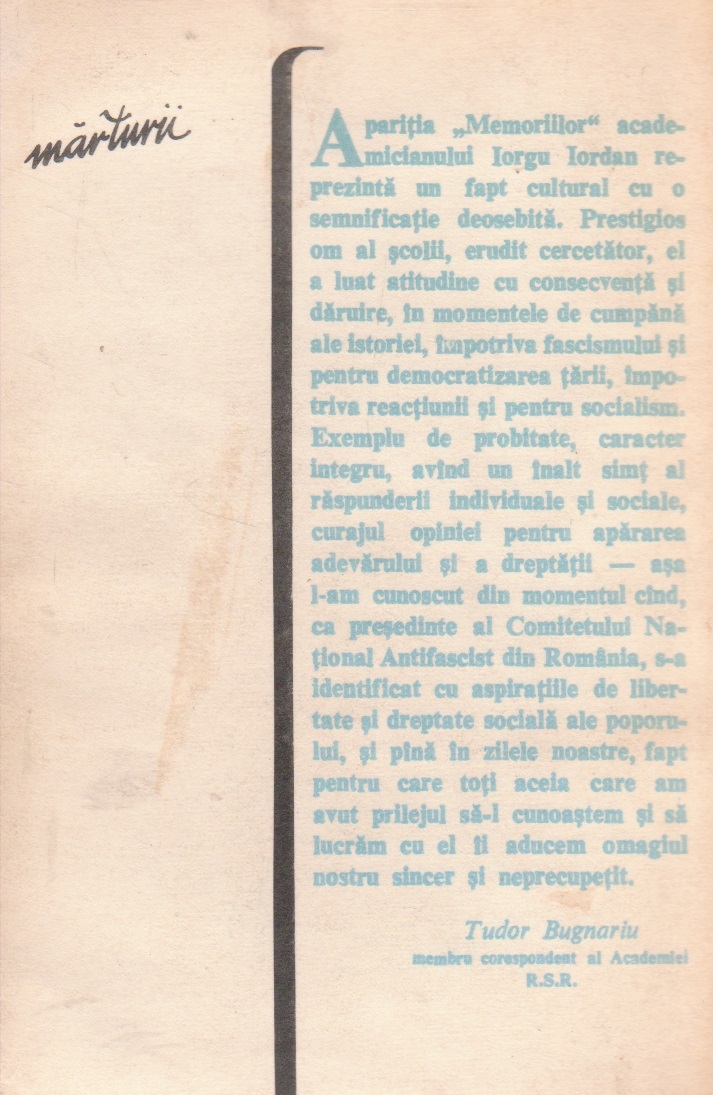 mărturii
Apariția „Memoriilor“ acade-
micianului Iorgu Iordan re-
prezintă un fapt cultural cu o
semnificație deosebită. Prestigios
om al școlii, erudit cercetător, el
a luat atitudine cu consecvență și
dăruire, în momentele de cumpănă
ale istoriei, împotriva fascismului și
pentru democratizarea țării, împo-
triva reacțiunii și pentru socialism.
Exemplu de probitate, caracter
integru, avînd un înalt simț al
răspunderii individuale și sociale,
curajul opiniei pentru apărarea
adevărului și a dreptății — așa
l-am cunoscut din momentul cînd,
ca președinte al Comitetului Na-
țional Antifascist din România, s-a
identificat cu aspirațiile de liber-
tate și dreptate socială ale poporu-
lui, și pînă în zilele noastre, fapt
pentru care toți aceia care am
avut prilejul să-l cunoaștem și să
lucrăm cu el îi aducem omagiul
nostru sincer și neprecupețit.
Tudor Bugnariu
membru corespondent al Academiei
R.S.R.